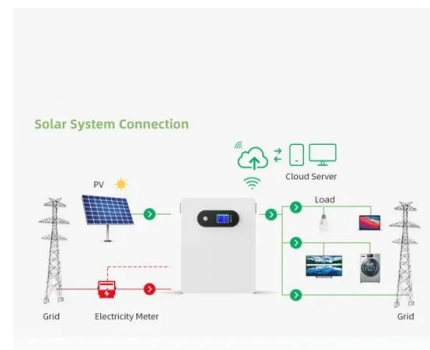 Solar System Connection
Cloud Server
PV
Load
Grid
Electricity Meter
Grid